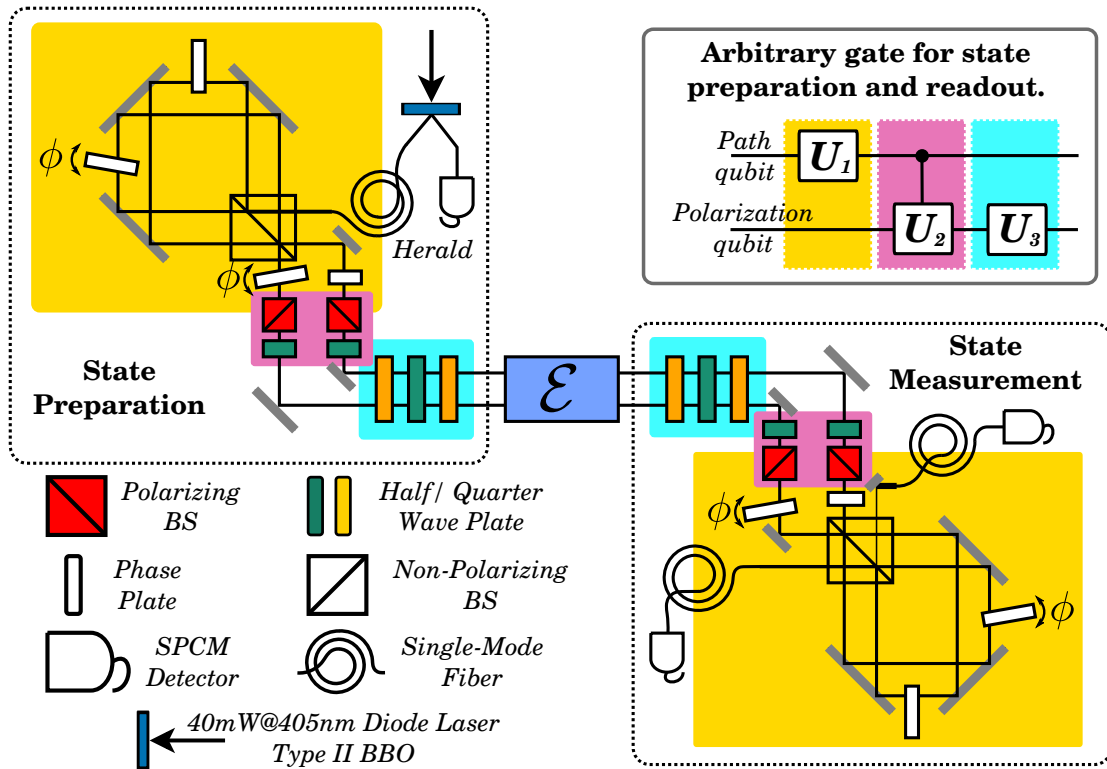 Arbitrary gate for state
preparation and readout.
Path
qubit
U1
Polarization
qubit
U2
U3
ϕ
Herald
ϕ
State
Preparation
ℰ
State
Measurement
ϕ
ϕ
Polarizing
BS
Half/ Quarter
Wave Plate
Phase
Plate
Non-Polarizing
BS
SPCM
Detector
Single-Mode
Fiber
40mW@405nm Diode Laser
Type II BBO